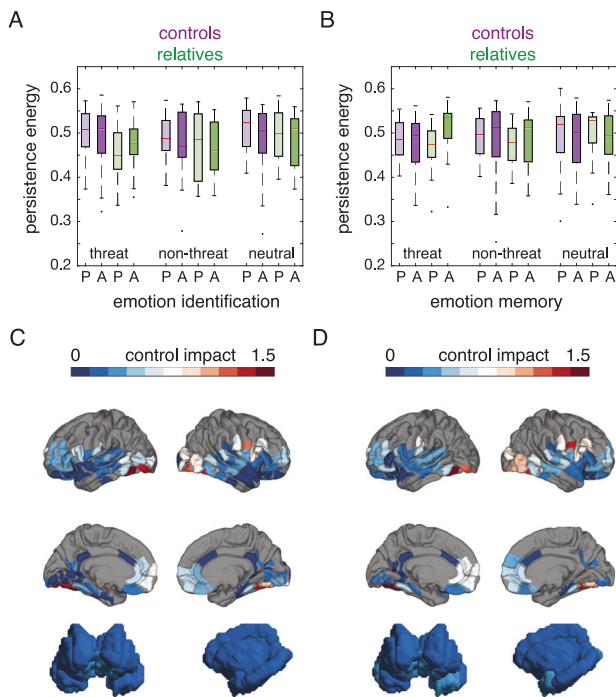 A
controls
relatives
persistence energy
0.6
0.5
0.4
0.3
0.2
threat
non-threat
neutral
P A P A
P A P A
P A P A
emotion identification
B
controls
relatives
persistence energy
0.6
0.5
0.4
0.3
0.2
threat
non-threat
neutral
P A P A
P A P A
P A P A
emotion memory
C
0 control impact 1.5
D
0 control impact 1.5